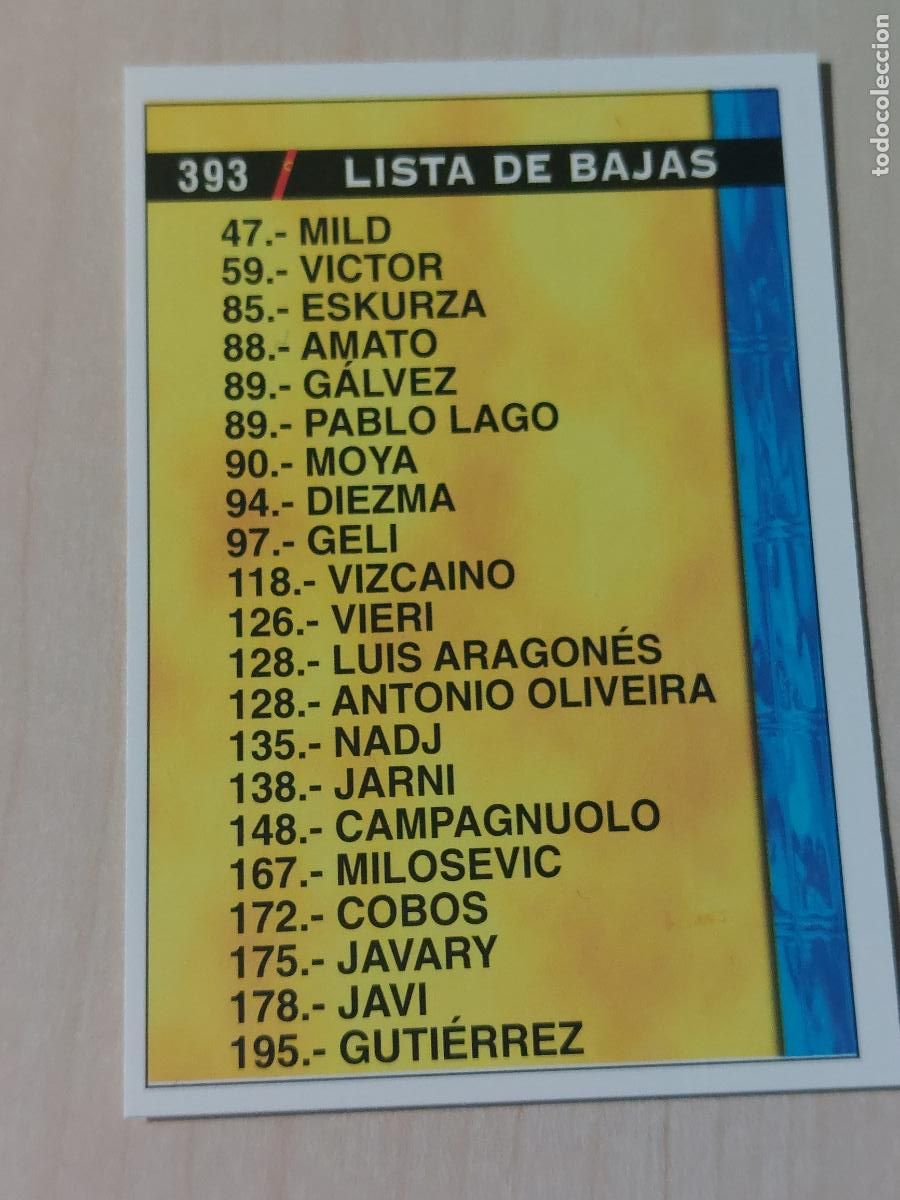 393 LISTA DE BAJAS
47.- MILD
59.- VICTOR
85.- ESKURZA
88.- AMATO
89.- GÁLVEZ
89.- PABLO LAGO
90.- MOYA
94.- DIEZMA
97.- GELI
118.- VIZCAINO
126.- VIERI
128.- LUIS ARAGONÉS
128.- ANTONIO OLIVEIRA
135.- NADJ
138.- JARNI
148.- CAMPAGNUOLO
167.- MILOSEVIC
172.- COBOS
175.- JAVARY
178.- JAVI
195.- GUTIÉRREZ
todocoleccion